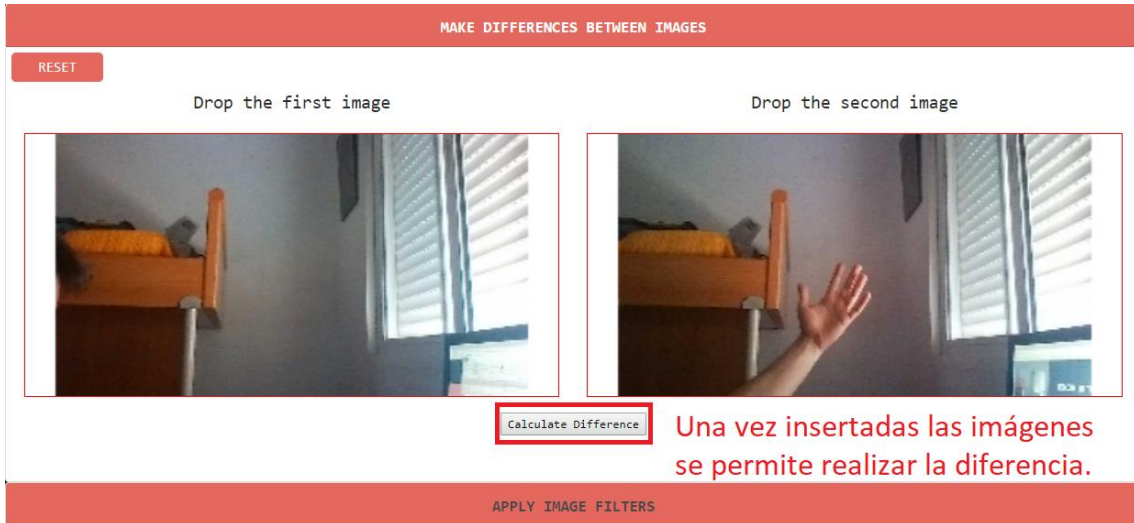 MAKE DIFFERENCES BETWEEN IMAGES
RESET
Drop the first image
Drop the second image
Calculate Difference
Una vez insertadas las imágenes
se permite realizar la diferencia.
APPLY IMAGE FILTERS